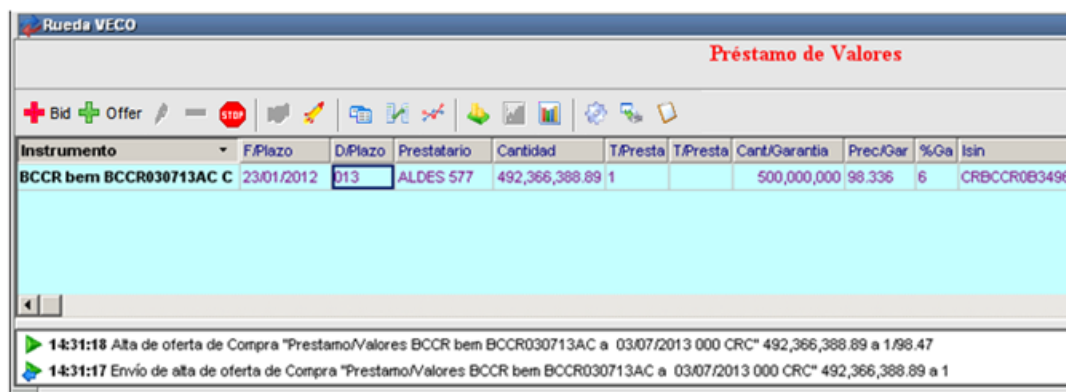 Rueda VECO
Préstamo de Valores
Bid Offer STOP
Instrumento F/Plazo D/Plazo Prestatario Cantidad T/Presta T/Presta Cant/Garantia Prec/Gar %Ga Isin
BCCR bem BCCR030713AC C 23/01/2012 013 ALDES 577 492,366,388.89 1 500,000,000 98.336 6 CRBCCR0B3496
14:31:18 Alta de oferta de Compra "Prestamo/Valores BCCR bem BCCR030713AC a 03/07/2013 000 CRC" 492,366,388.89 a 1/98.47
14:31:17 Envío de alta de oferta de Compra "Prestamo/Valores BCCR bem BCCR030713AC a 03/07/2013 000 CRC" 492,366,388.89 a 1